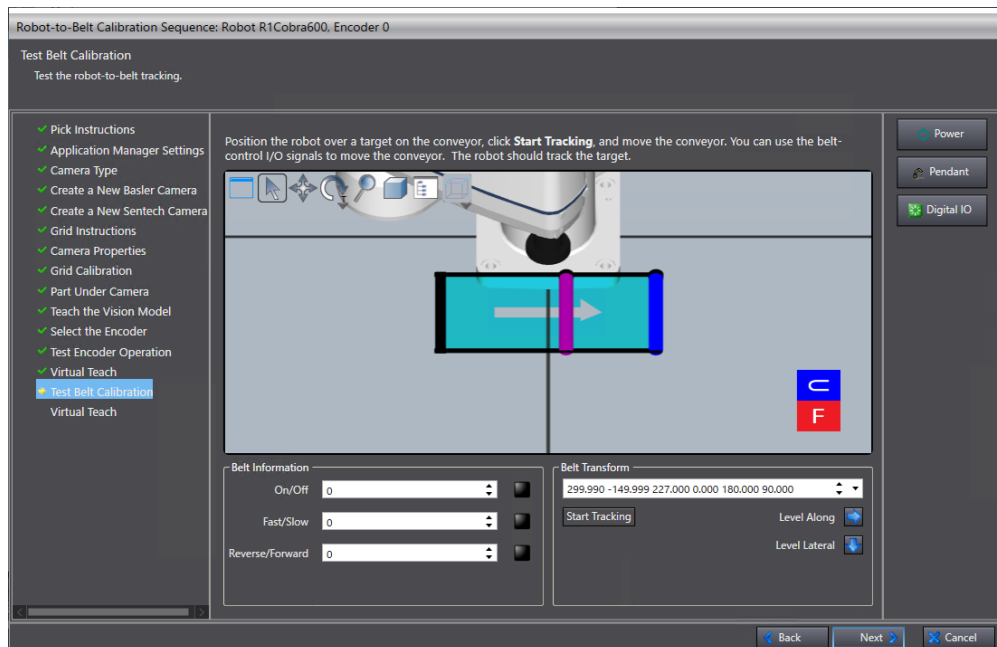 Robot-to-Belt Calibration Sequence: Robot R1Cobra600, Encoder 0
Test Belt Calibration
Test the robot-to-belt tracking.
Pick Instructions
Application Manager Settings
Camera Type
Create a New Basler Camera
Create a New Sentech Camera
Grid Instructions
Camera Properties
Grid Calibration
Part Under Camera
Teach the Vision Model
Select the Encoder
Test Encoder Operation
Virtual Teach
Test Belt Calibration
Virtual Teach
Position the robot over a target on the conveyor, click Start Tracking, and move the conveyor. You can use the belt-
control I/O signals to move the conveyor. The robot should track the target.
U
F
Belt Information
On/Off 0
Fast/Slow 0
Reverse/Forward 0
Belt Transform
299.990 -149.999 227.000 0.000 180.000 90.000
Start Tracking
Level Along
Level Lateral
Power
Pendant
Digital IO
Back
Next
Cancel